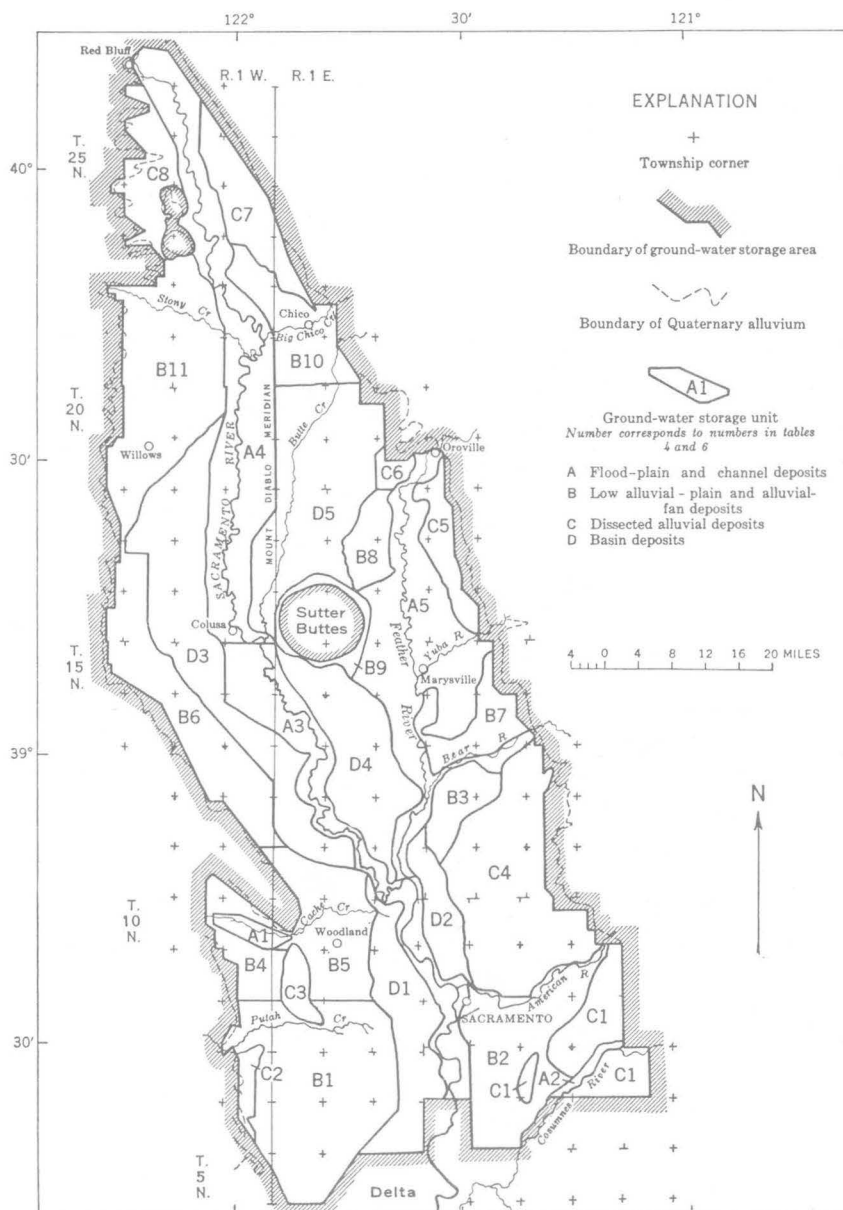 122°
30'
121°
Red Bluff
R. 1 W.
R. 1 E.
T.
25
N.
40°
C8
C7
Stony Cr
Chico
Big Chico Crk
B10
B11
T.
20
N.
Butte Cr
MOUNT DIABLO MERIDIAN
SACRAMENTO RIVER
A4
Willows
30'
Oroville
C6
D5
C5
B8
A5
Sutter
Buttes
Colusa
Feather River
Yuba R
T.
15
N.
D3
B9
Marysville
B7
B6
A3
39°
D4
Bear R
B3
C4
T.
10
N.
Cache Cr
D2
A1
Woodland
B4
B5
C3
D1
American R
Putah Cr
SACRAMENTO
C1
30'
C2
B1
B2
A2
C1
C1
Cosumnes River
T.
5
N.
Delta
EXPLANATION
Township corner
Boundary of ground-water storage area
Boundary of Quaternary alluvium
A1
Ground-water storage unit
Number corresponds to numbers in tables
4 and 6
A Flood-plain and channel deposits
B Low alluvial-plain and alluvial-
fan deposits
C Dissected alluvial deposits
D Basin deposits
4 0 4 8 12 16 20 MILES
N